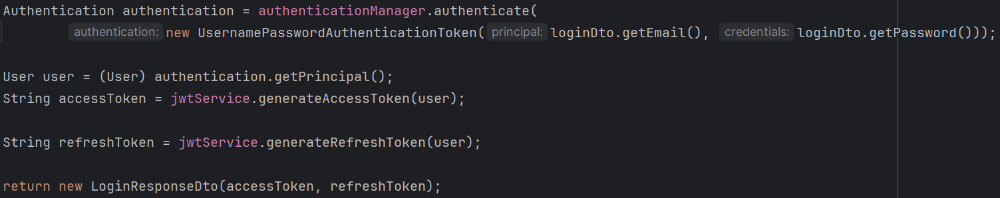 Authentication authentication = authenticationManager.authenticate(
authentication: new UsernamePasswordAuthenticationToken( principal: loginDto.getEmail(), credentials: loginDto.getPassword()));
User user = (User) authentication.getPrincipal();
String accessToken = jwtService.generateAccessToken(user);
String refreshToken = jwtService.generateRefreshToken(user);
return new LoginResponseDto(accessToken, refreshToken);